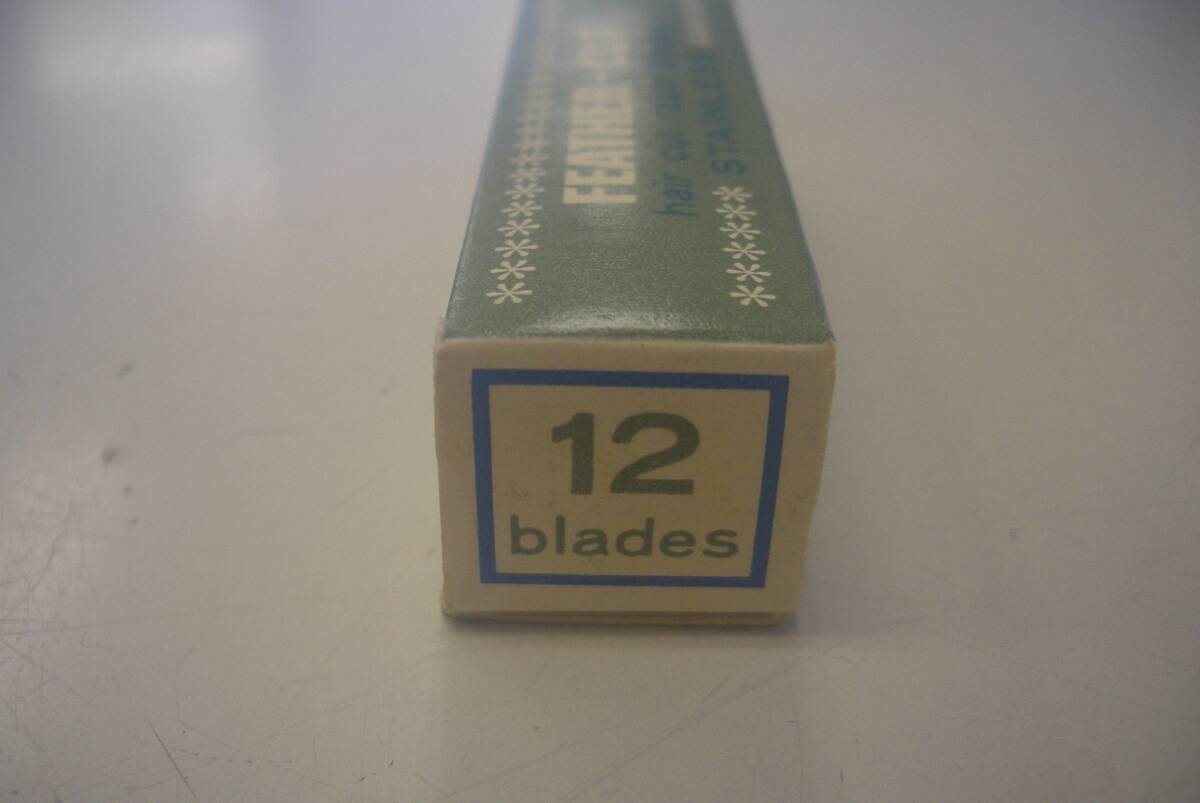 FEATHER
hair cut
STAINLESS
12
blades